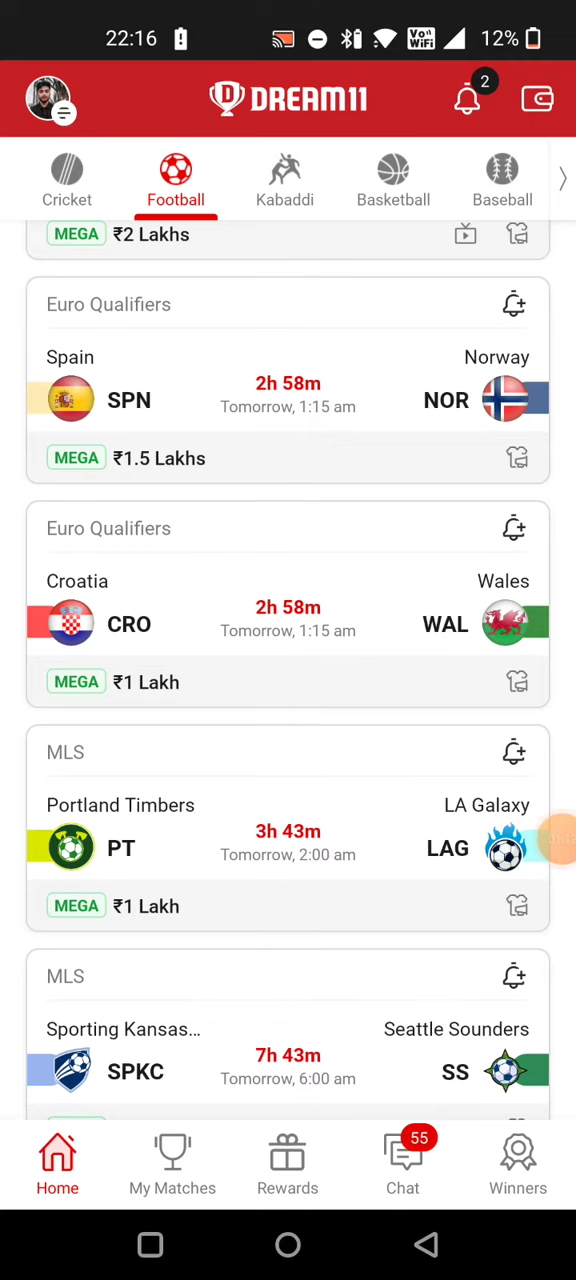 22:16
Vo))
WiFi
12%
DREAM11
2
Cricket
Football
Kabaddi
Basketball
Baseball
MEGA ₹2 Lakhs
Euro Qualifiers
Spain
Norway
SPN
2h 58m
Tomorrow, 1:15 am
NOR
MEGA ₹1.5 Lakhs
Euro Qualifiers
Croatia
Wales
CRO
2h 58m
Tomorrow, 1:15 am
WAL
MEGA ₹1 Lakh
MLS
Portland Timbers
LA Galaxy
PT
3h 43m
Tomorrow, 2:00 am
LAG
MEGA ₹1 Lakh
MLS
Sporting Kansas...
Seattle Sounders
SPKC
7h 43m
Tomorrow, 6:00 am
SS
55
Home
My Matches
Rewards
Chat
Winners